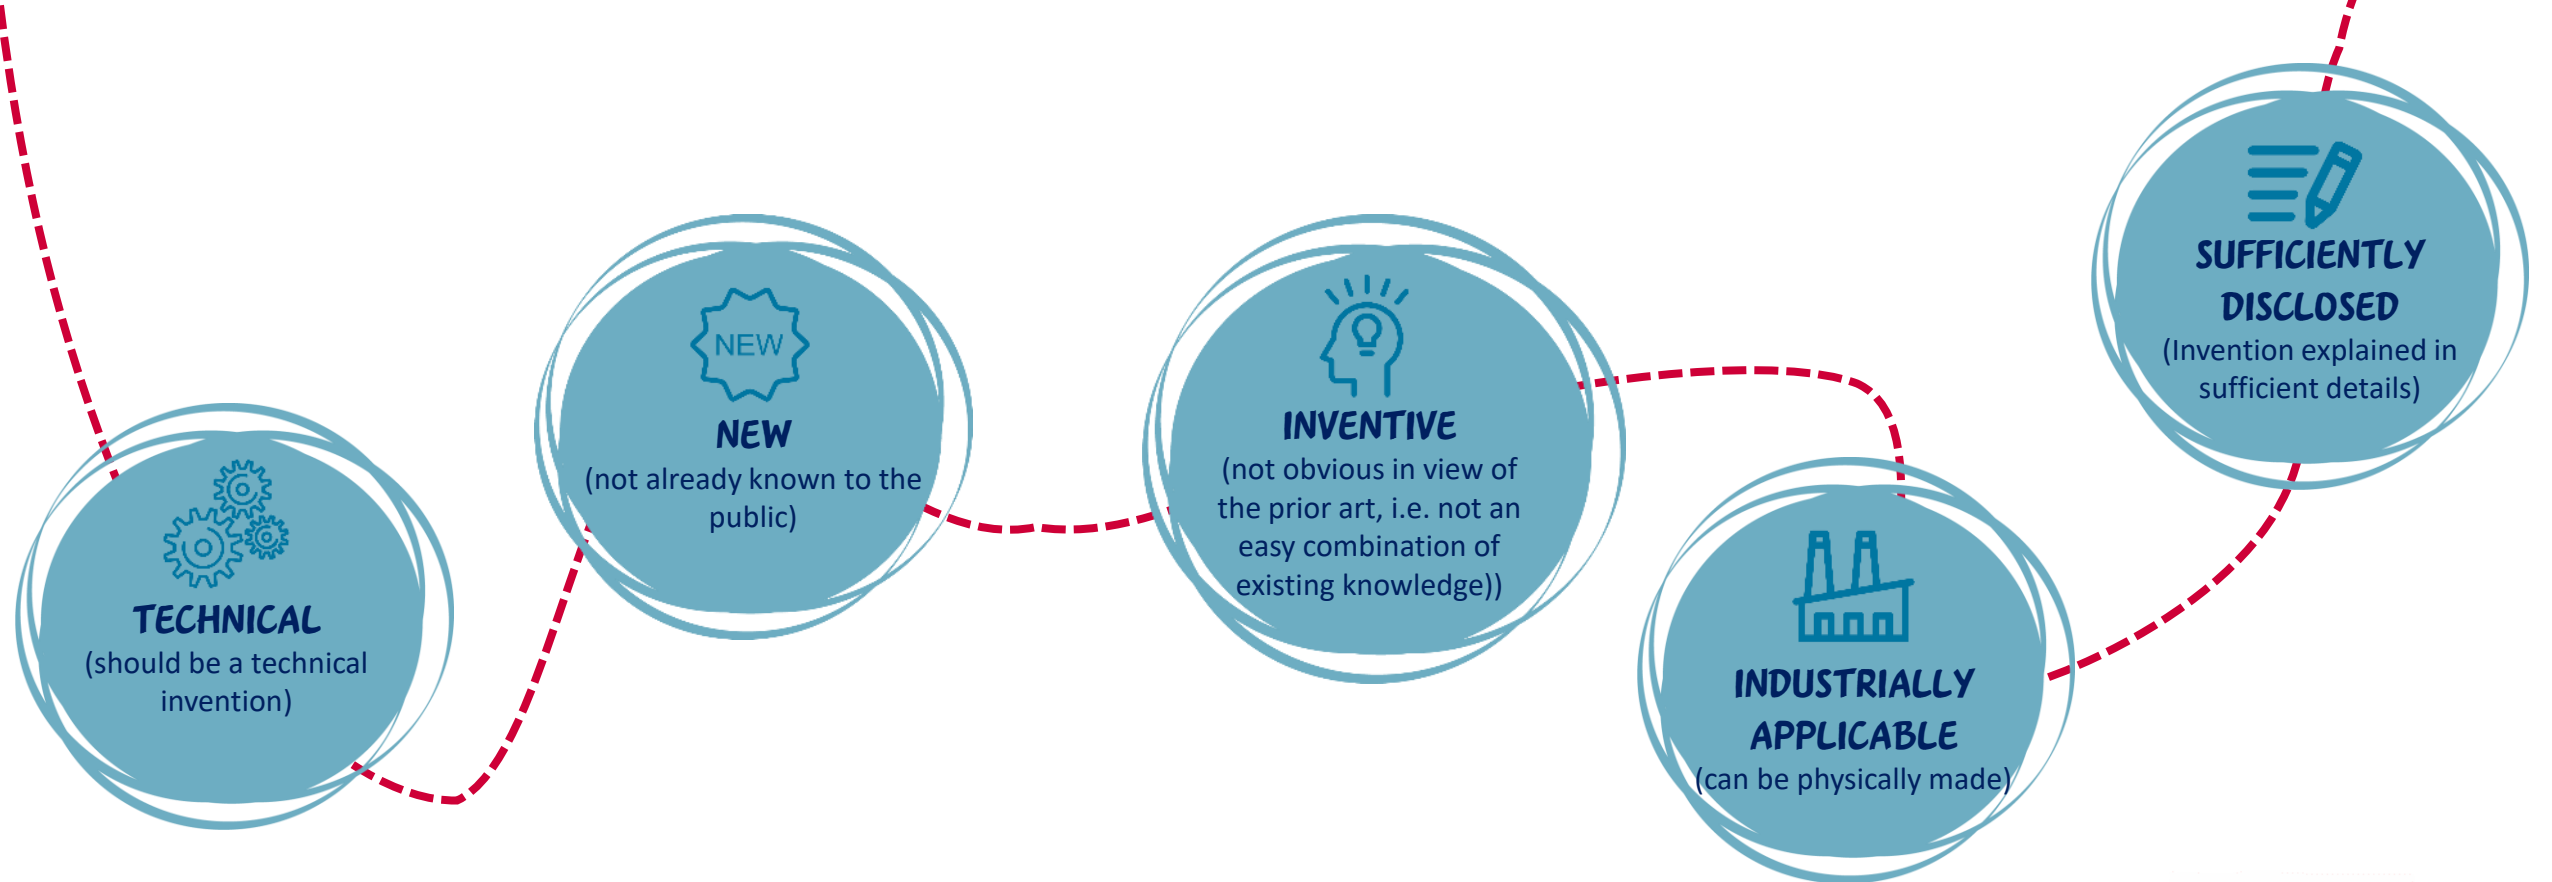 TECHNICAL
(should be a technical
invention)
NEW
NEW
(not already known to the
public)
INVENTIVE
(not obvious in view of
the prior art, i.e. not an
easy combination of
existing knowledge))
INDUSTRIALLY
APPLICABLE
(can be physically made)
SUFFICIENTLY
DISCLOSED
(Invention explained in
sufficient details)